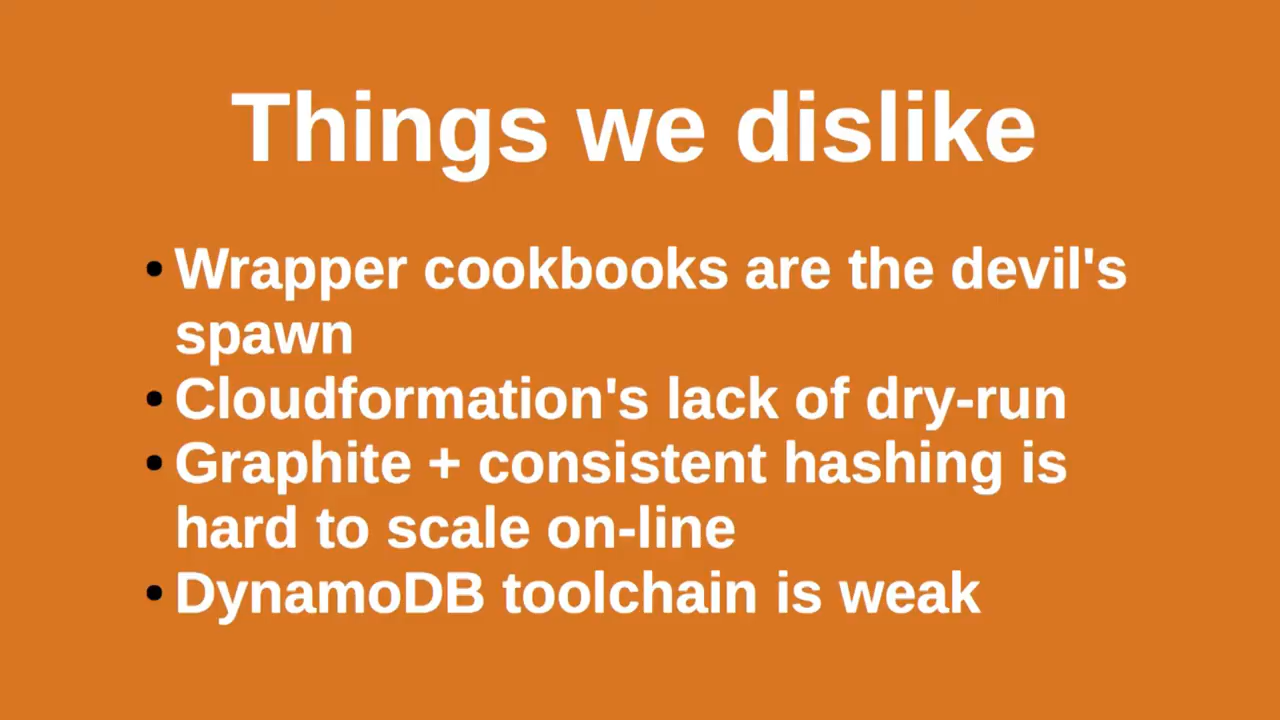 Things we dislike
• Wrapper cookbooks are the devil's
spawn
• Cloudformation's lack of dry-run
• Graphite + consistent hashing is
hard to scale on-line
• DynamoDB toolchain is weak